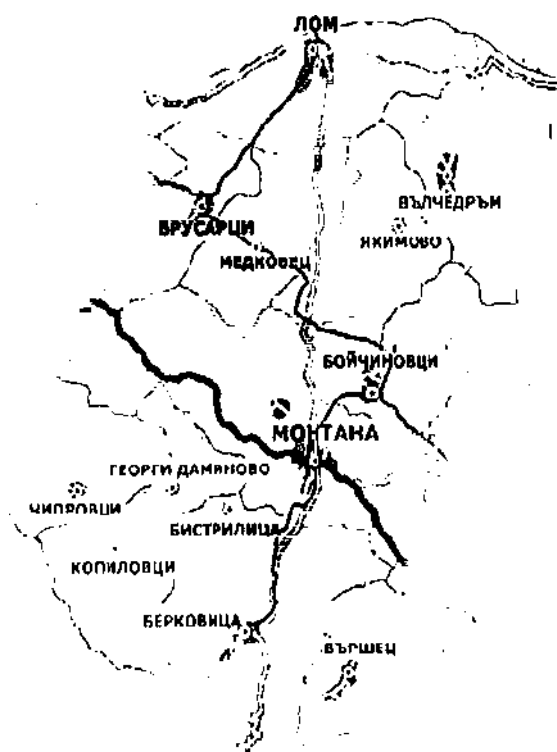 ЛОМ
ВЪЛЧЕДРЪМ
БРУСАРЦИ
ЯКИМОВО
МЕДКОВЕЦ
БОЙЧИНОВЦИ
МОНТАНА
ГЕОРГИ ДАМЯНОВО
ЧИПРОВЦИ
БИСТРИЛИЦА
КОПИЛОВЦИ
БЕРКОВИЦА
ВЪРШЕЦ